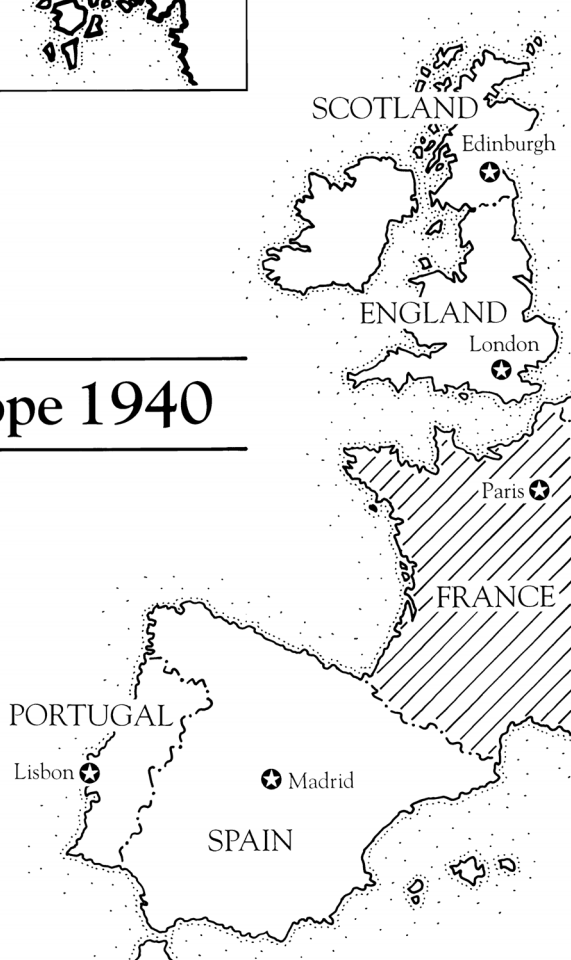 SCOTLAND
Edinburgh
ENGLAND
London
ope 1940
Paris
FRANCE
PORTUGAL
Lisbon
Madrid
SPAIN